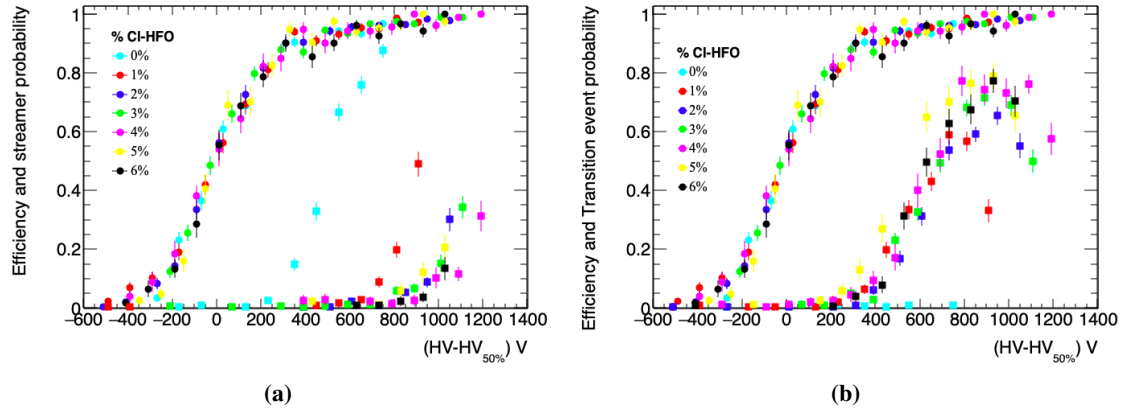 Efficiency and streamer probability
1
0.8
0.6
0.4
0.2
0
% Cl-HFO
0%
1%
2%
3%
4%
5%
6%
−600 −400 −200 0 200 400 600 800 1000 1200 1400
(HV-HV50%) V
(a)
Efficiency and Transition event probability
1
0.8
0.6
0.4
0.2
0
% Cl-HFO
0%
1%
2%
3%
4%
5%
6%
−600 −400 −200 0 200 400 600 800 1000 1200 1400
(HV-HV50%) V
(b)